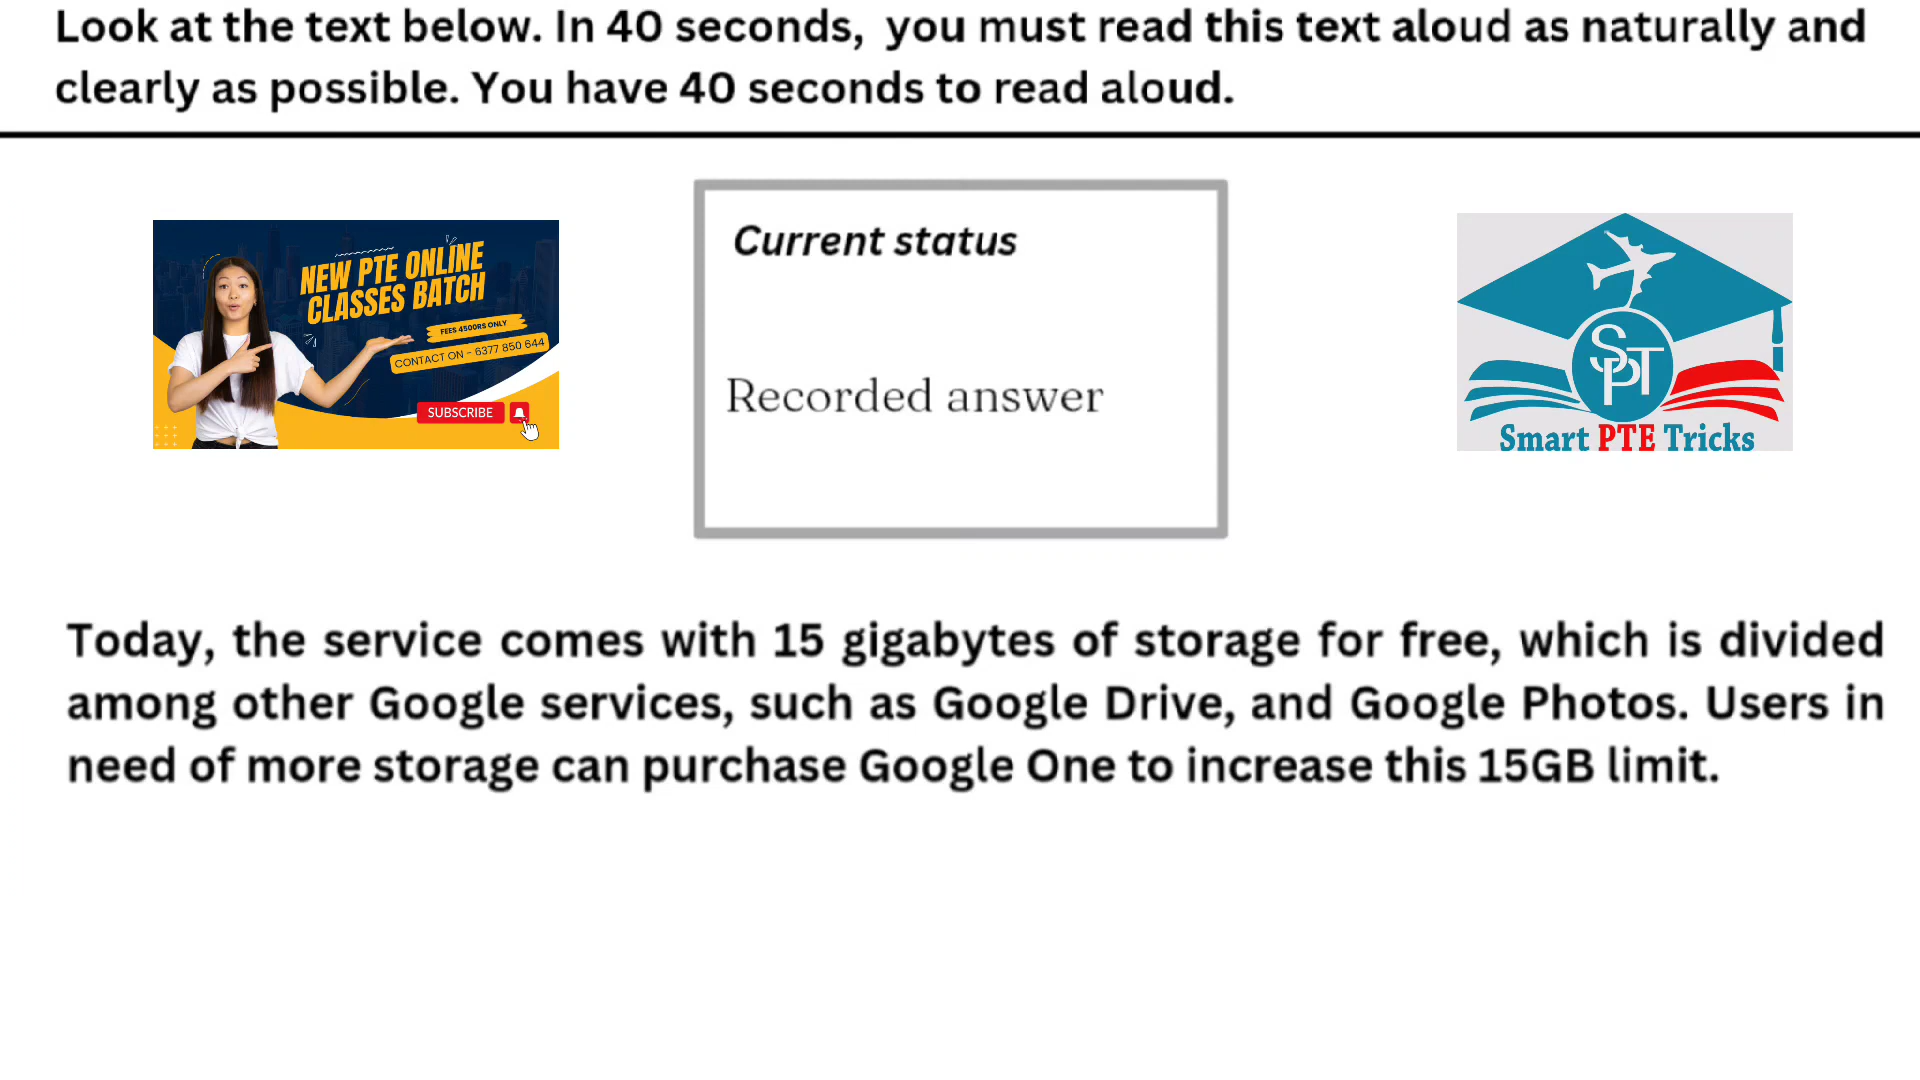 Look at the text below. In 40 seconds, you must read this text aloud as naturally and
clearly as possible. You have 40 seconds to read aloud.
NEW PTE ONLINE
CLASSES BATCH
FEES 4500RS ONLY
CONTACT ON - 6377 850 644
SUBSCRIBE
Current status
Recorded answer
SPT
Smart PTE Tricks
Today, the service comes with 15 gigabytes of storage for free, which is divided
among other Google services, such as Google Drive, and Google Photos. Users in
need of more storage can purchase Google One to increase this 15GB limit.